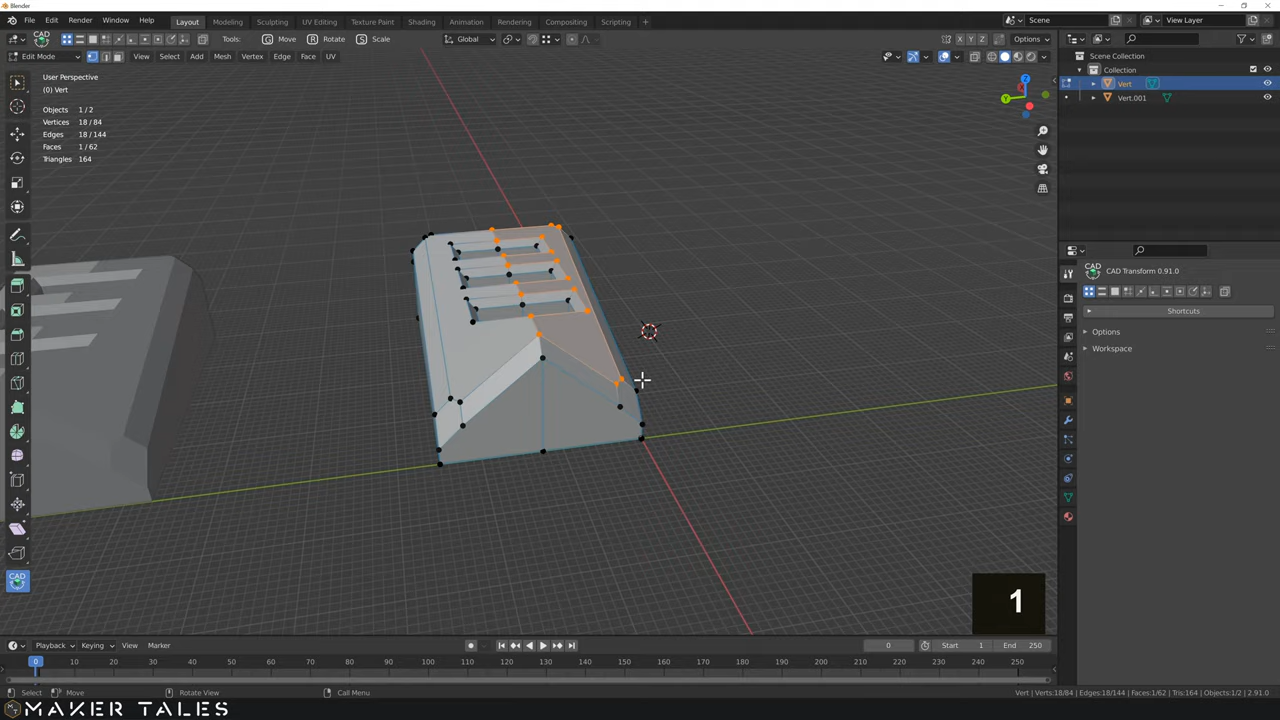 Blender
File Edit Render Window Help Layout Modeling Sculpting UV Editing Texture Paint Shading Animation Rendering Compositing Scripting + Scene View Layer
CAD Tools: G Move R Rotate S Scale Global X Y Z Options
Edit Mode View Select Add Mesh Vertex Edge Face UV
User Perspective
(0) Vert
Objects 1 / 2
Vertices 18 / 84
Edges 18 / 144
Faces 1 / 62
Triangles 164
Z
Y
Scene Collection
Collection
Vert
Vert.001
CAD CAD Transform 0.91.0
Shortcuts
Options
Workspace
CAD
1
Playback Keying View Marker 0 Start 1 End 250
0 10 20 30 40 50 60 70 80 90 100 110 120 130 140 150 160 170 180 190 200 210 220 230 240 250
Select Move Rotate View Call Menu Vert | Verts:18/84 | Edges:18/144 | Faces:1/62 | Tris:164 | Objects:1/2 | 2.91.0
MAKER TALES